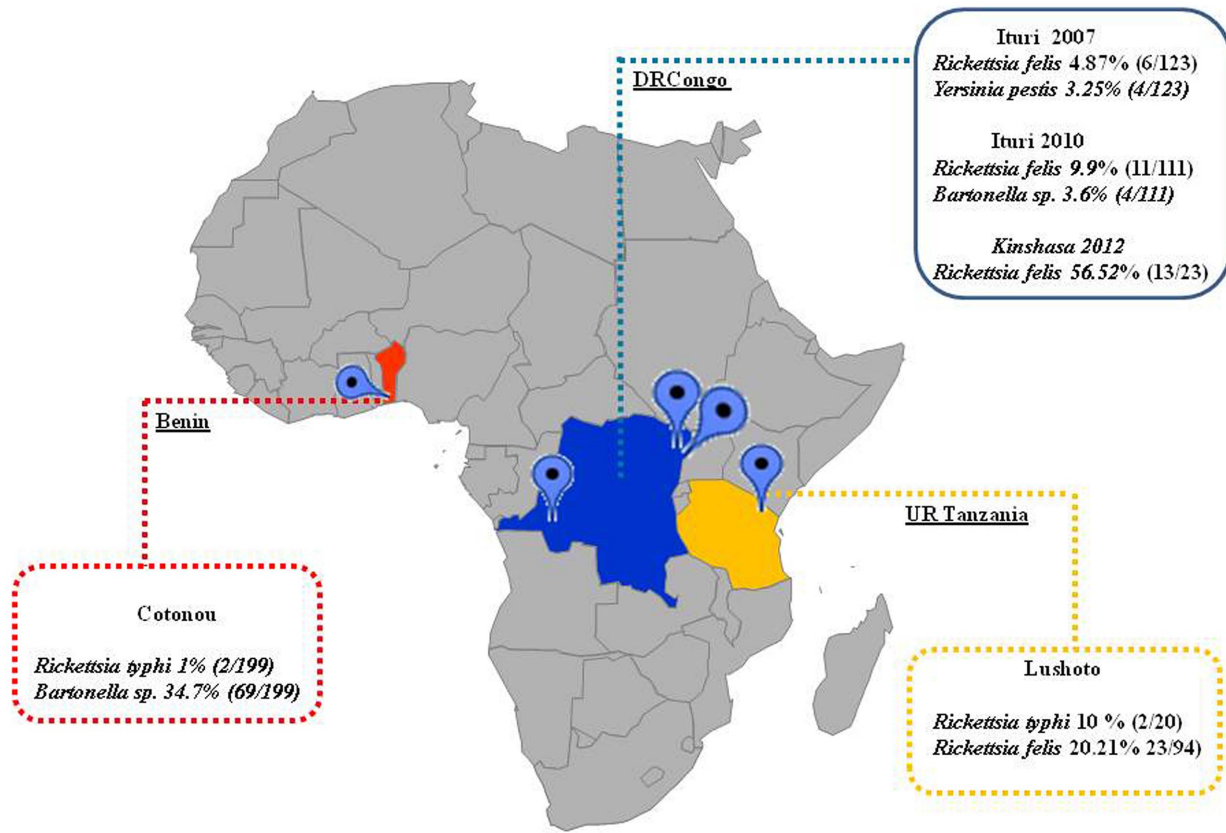 Ituri 2007
Rickettsia felis 4.87% (6/123)
Yersinia pestis 3.25% (4/123)
Ituri 2010
Rickettsia felis 9.9% (11/111)
Bartonella sp. 3.6% (4/111)
Kinshasa 2012
Rickettsia felis 56.52% (13/23)
DRCongo
Benin
UR Tanzania
Cotonou
Rickettsia typhi 1% (2/199)
Bartonella sp. 34.7% (69/199)
Lushoto
Rickettsia typhi 10 % (2/20)
Rickettsia felis 20.21% 23/94)